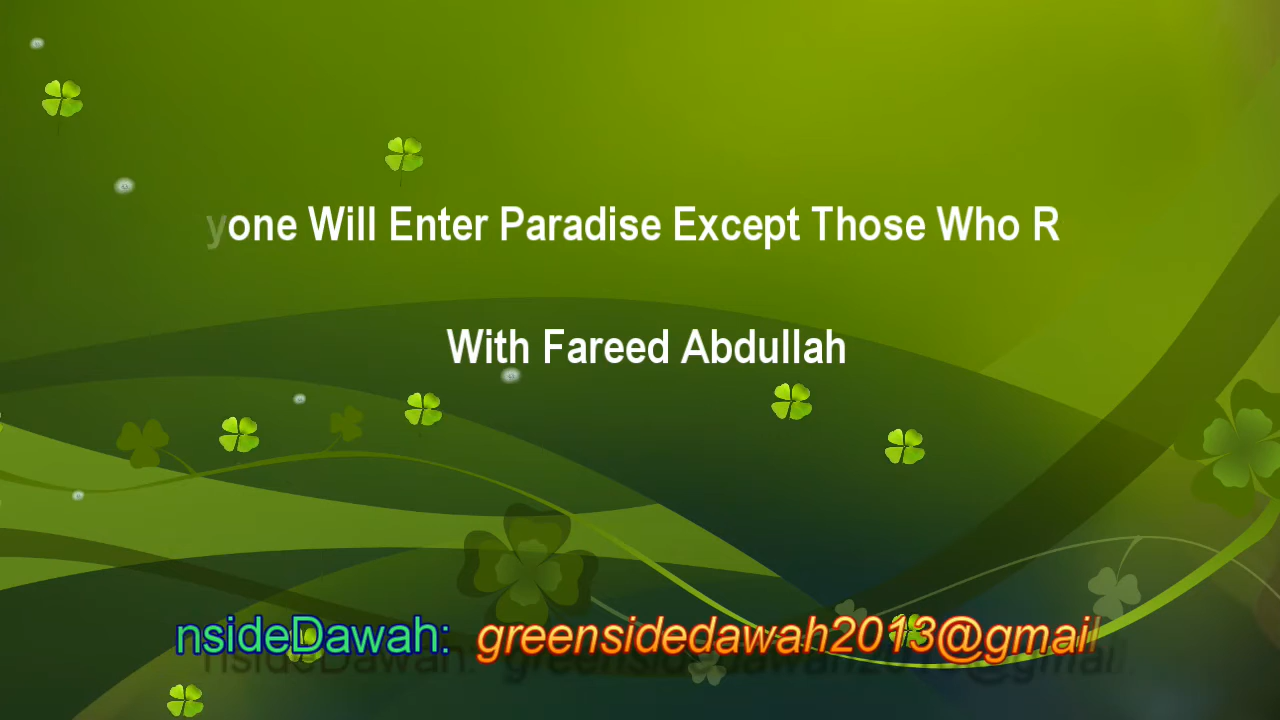 yone Will Enter Paradise Except Those Who R
With Fareed Abdullah
nsideDawah: greensidedawah2013@gmail